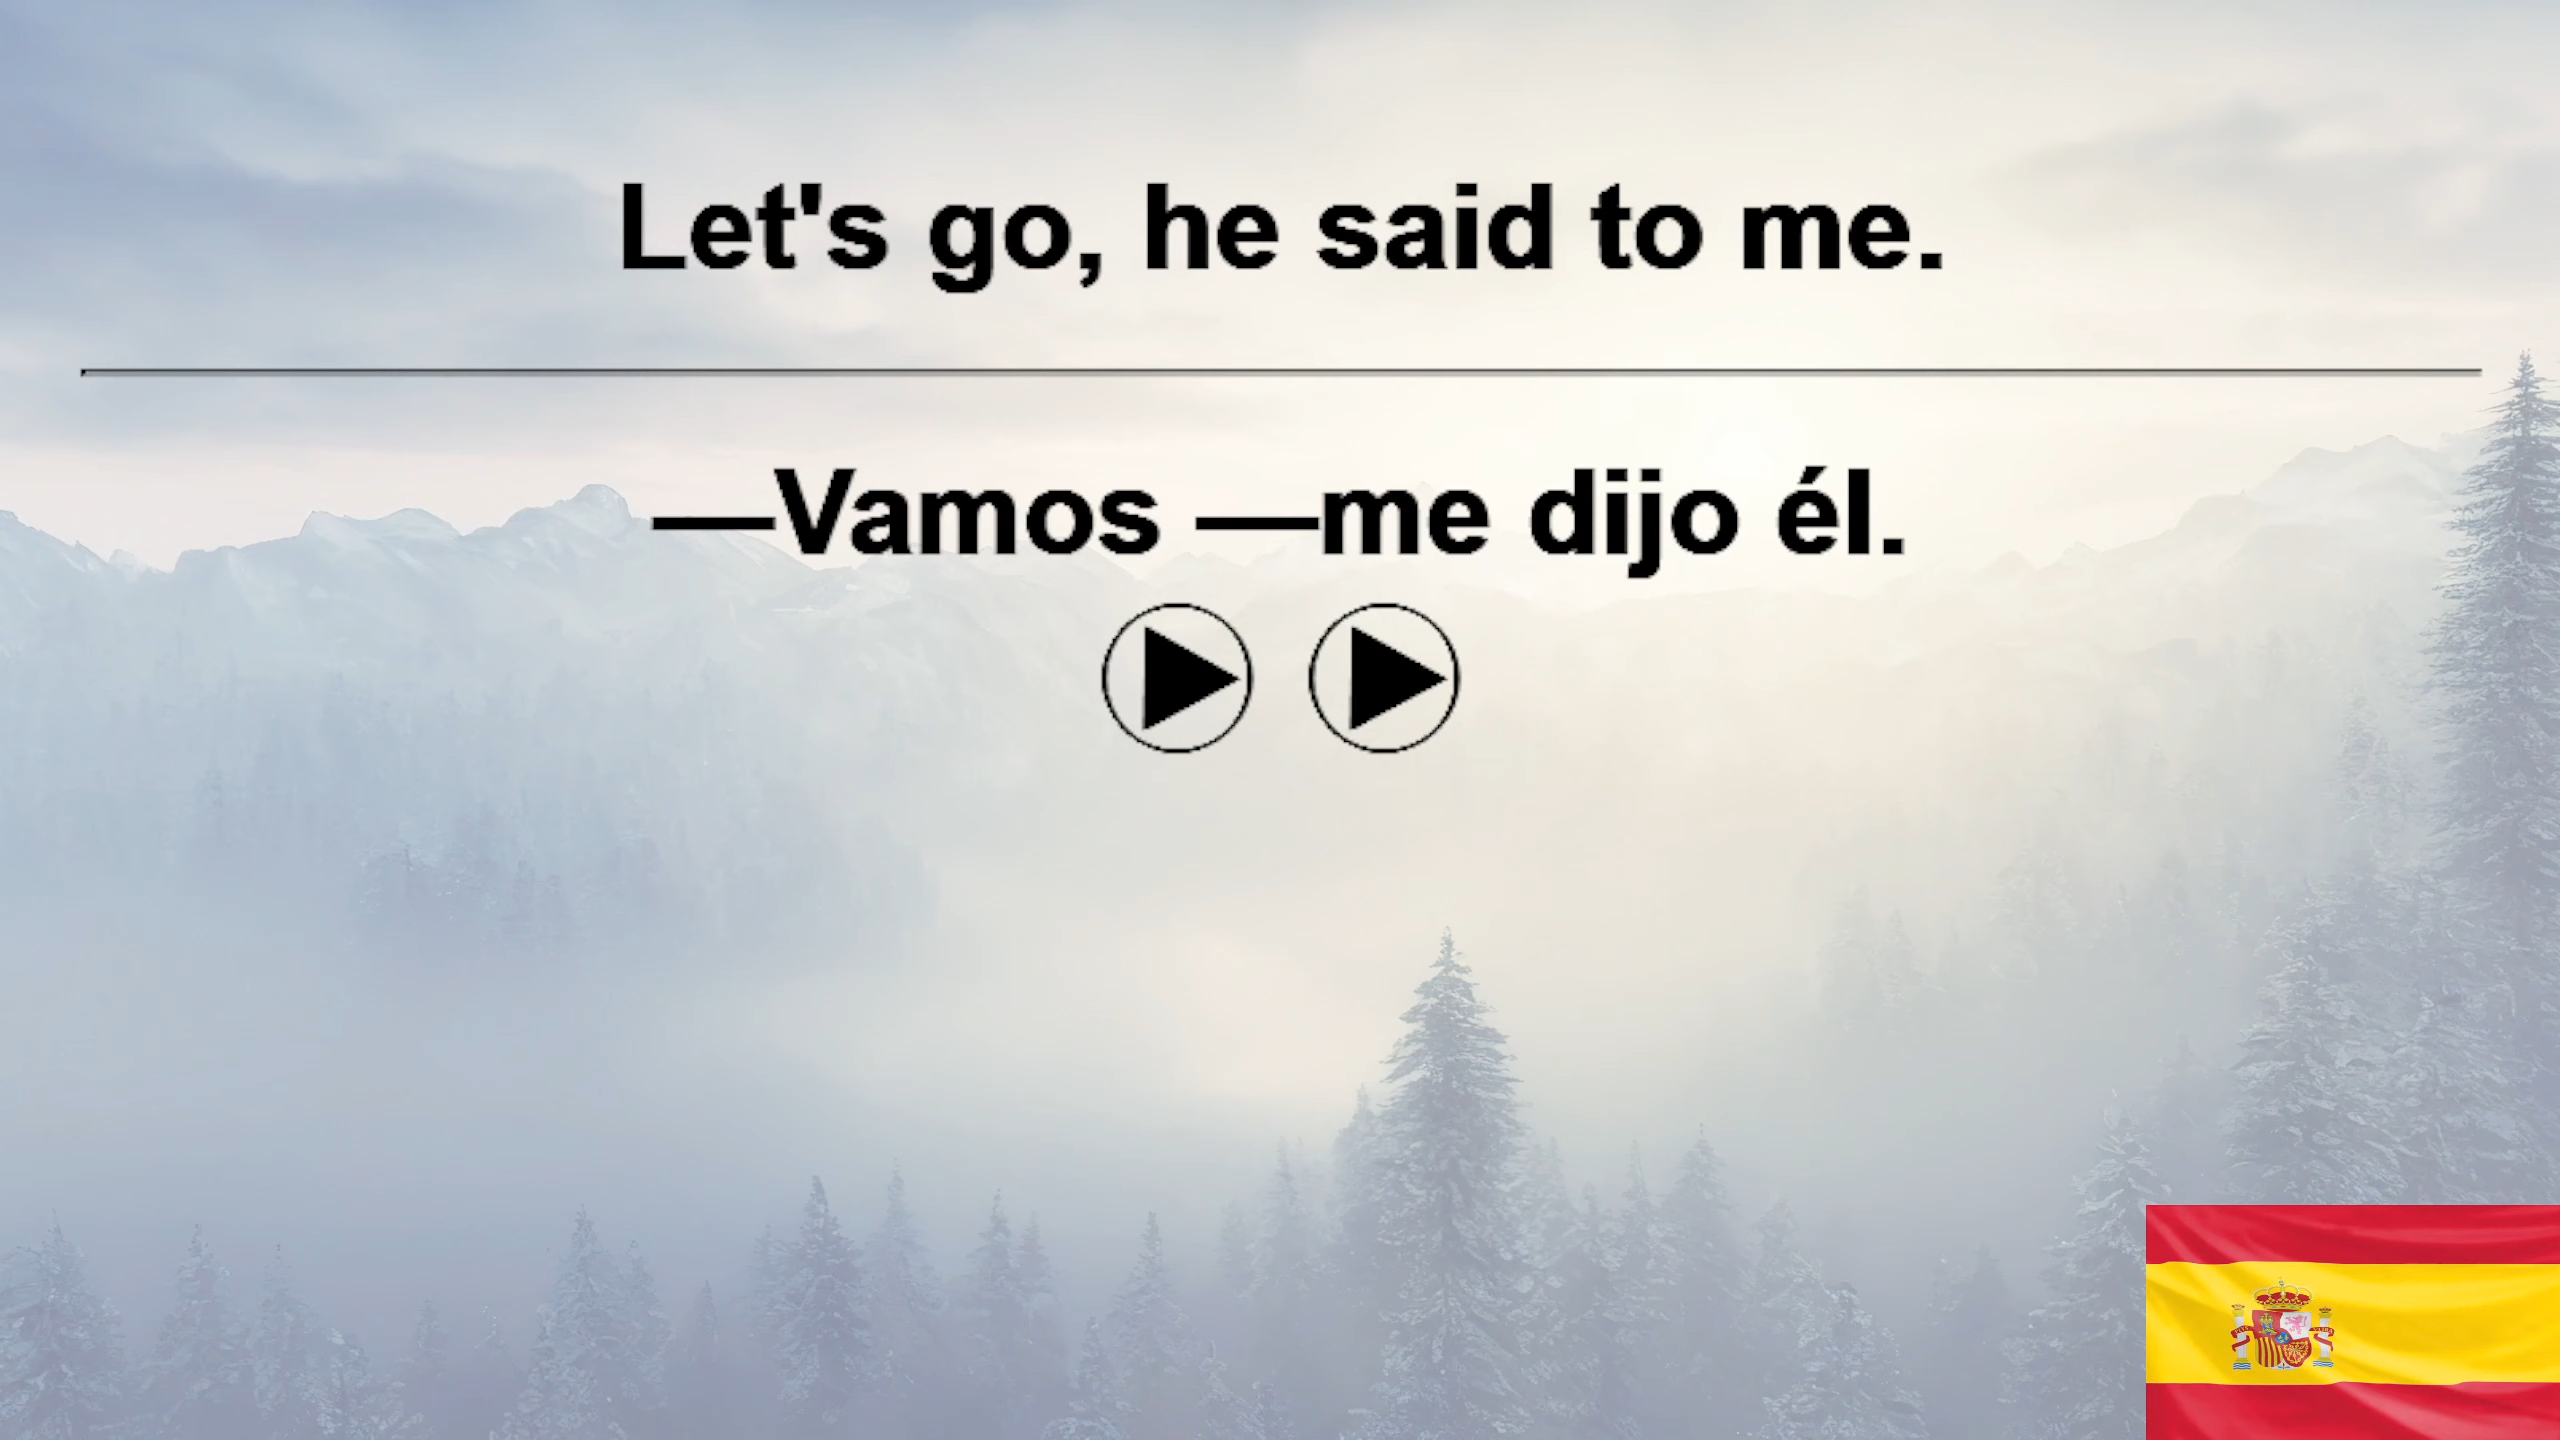 Let's go, he said to me.
—Vamos —me dijo él.